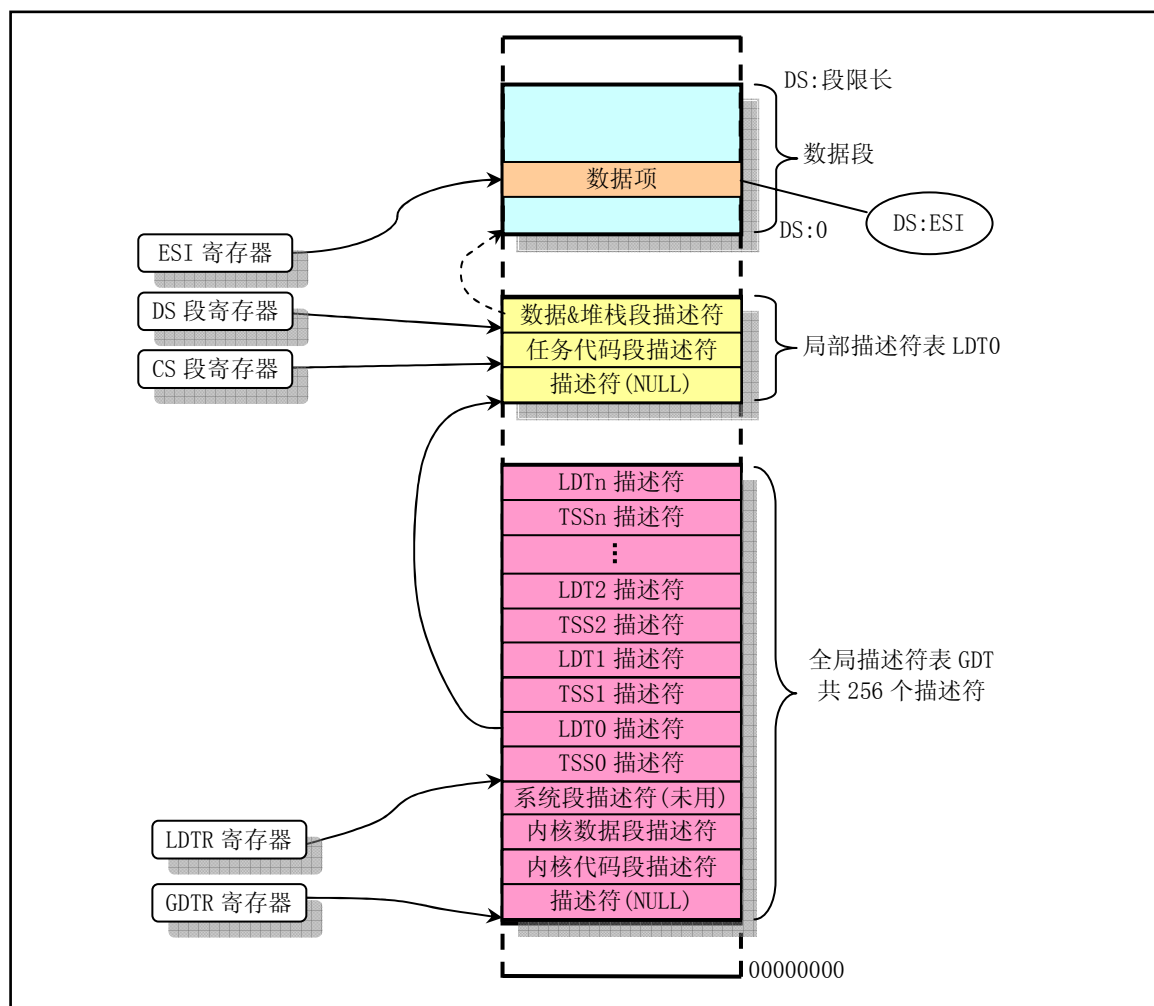 DS:段限长
数据段
数据项
DS:0
DS:ESI
ESI 寄存器
DS 段寄存器
数据&堆栈段描述符
任务代码段描述符
局部描述符表 LDT0
CS 段寄存器
描述符(NULL)
LDTn 描述符
TSSn 描述符
⋮
LDT2 描述符
TSS2 描述符
LDT1 描述符
全局描述符表 GDT
共 256 个描述符
TSS1 描述符
LDT0 描述符
TSS0 描述符
系统段描述符(未用)
LDTR 寄存器
内核数据段描述符
内核代码段描述符
GDTR 寄存器
描述符(NULL)
00000000